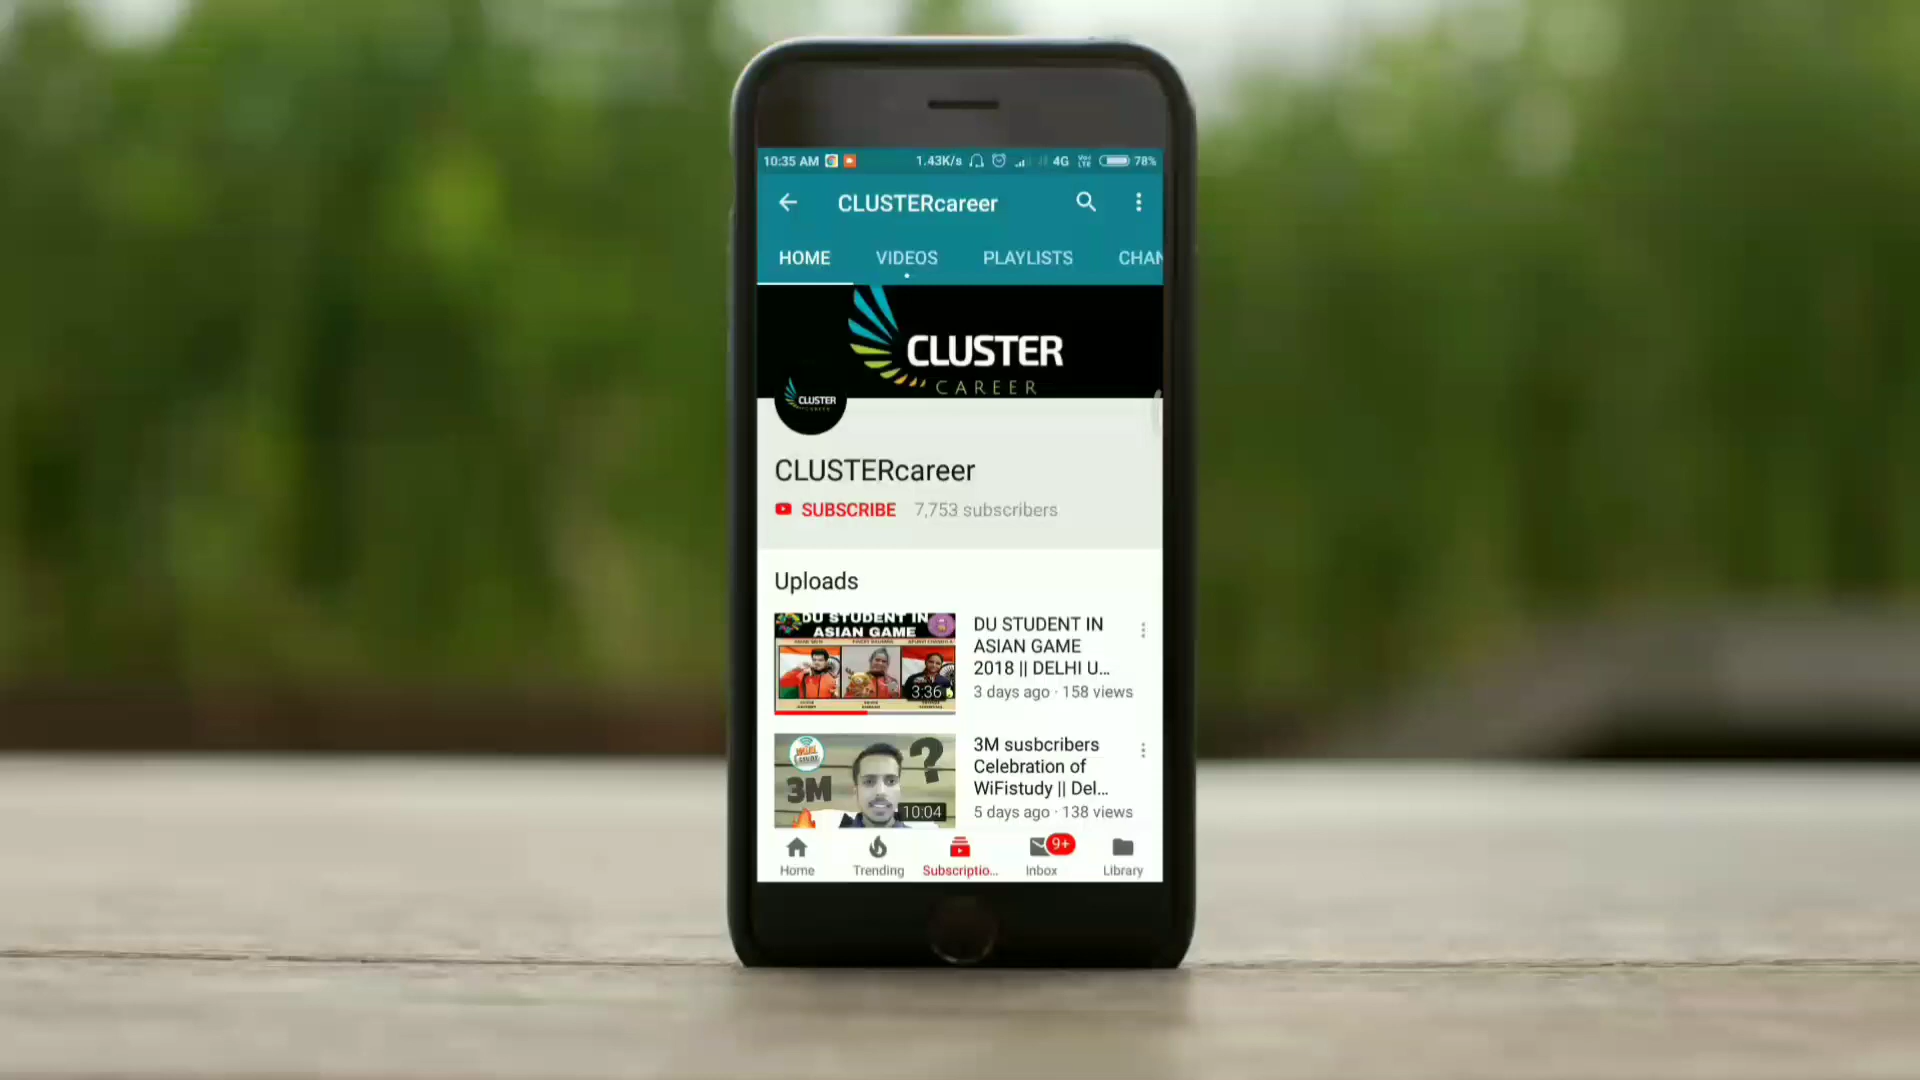 10:35 AM 1.43K/s 4G VoLTE 78%
CLUSTERcareer
HOME VIDEOS PLAYLISTS CHAN
CLUSTER
CAREER
CLUSTER
CAREER
CLUSTERcareer
SUBSCRIBE 7,753 subscribers
Uploads
DU STUDENT IN
ASIAN GAME
3:36
DU STUDENT IN
ASIAN GAME
2018 || DELHI U...
3 days ago · 158 views
3M
?
10:04
3M susbcribers
Celebration of
WiFistudy || Del...
5 days ago · 138 views
9+
Home Trending Subscriptio... Inbox Library